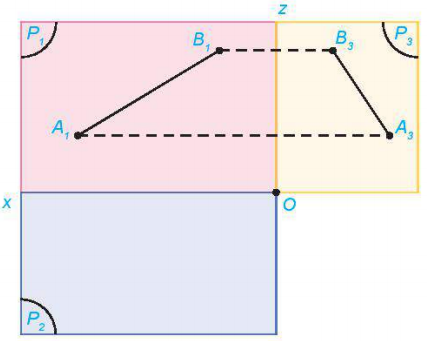 z
P₁ B₁ B₃ P₃
A₁ A₃
x O
P₂